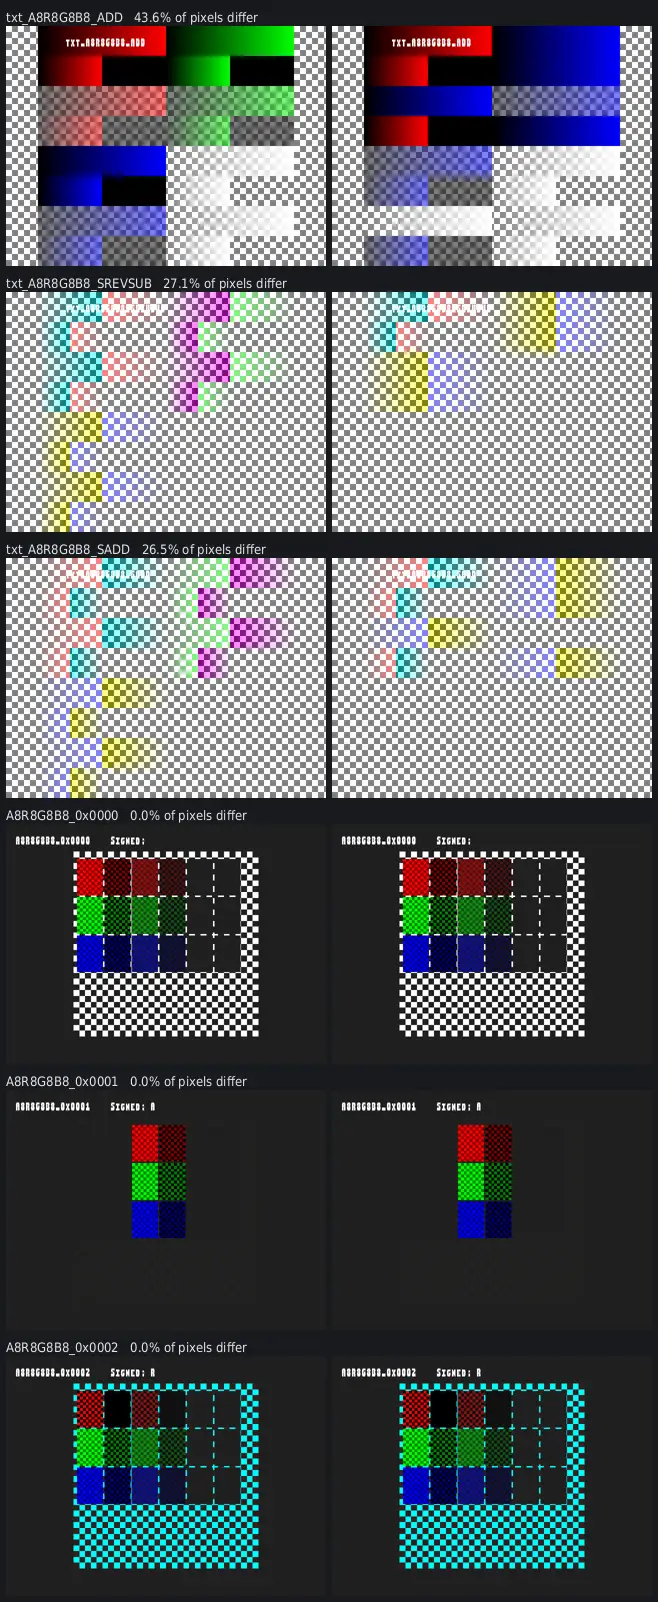 txt_A8R8G8B8_ADD 43.6% of pixels differ
TXT_A8R8G8B8_ADD TXT_A8R8G8B8_ADD
txt_A8R8G8B8_SREVSUB 27.1% of pixels differ
txt_A8R8G8B8_SADD 26.5% of pixels differ
A8R8G8B8_0x0000 0.0% of pixels differ
A8R8G8B8_0x0000 Signed: A8R8G8B8_0x0000 Signed:
A8R8G8B8_0x0001 0.0% of pixels differ
A8R8G8B8_0x0001 Signed: A8R8G8B8_0x0001 Signed:
A8R8G8B8_0x0002 0.0% of pixels differ
A8R8G8B8_0x0002 Signed: A8R8G8B8_0x0002 Signed: